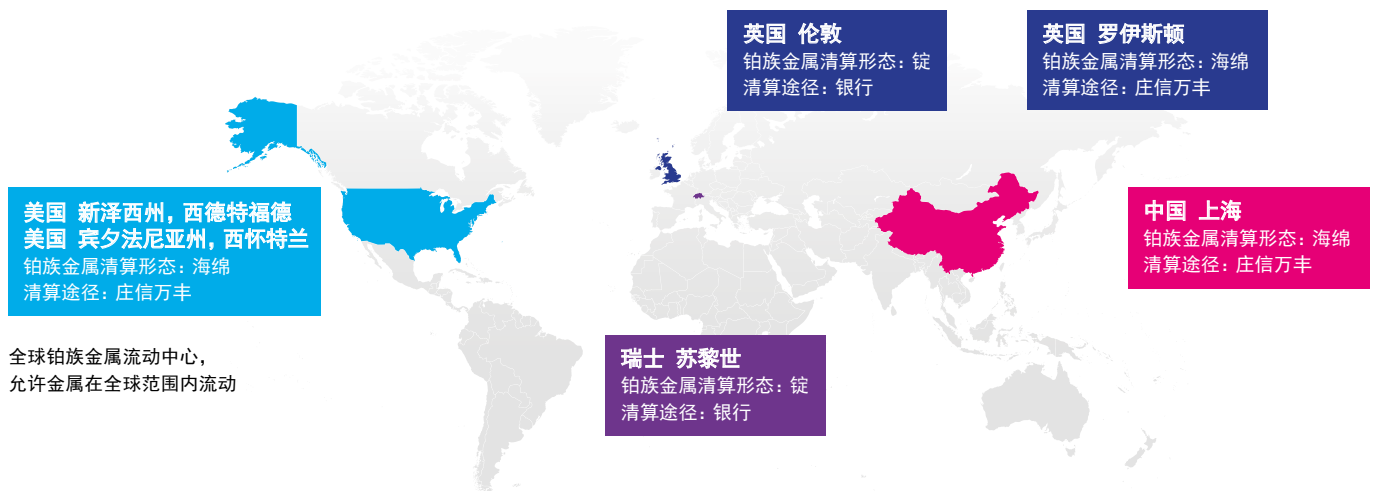 英国 伦敦
铂族金属清算形态：锭
清算途径：银行
英国 罗伊斯顿
铂族金属清算形态：海绵
清算途径：庄信万丰
美国 新泽西州，西德特福德
美国 宾夕法尼亚州，西怀特兰
铂族金属清算形态：海绵
清算途径：庄信万丰
中国 上海
铂族金属清算形态：海绵
清算途径：庄信万丰
全球铂族金属流动中心，
允许金属在全球范围内流动
瑞士 苏黎世
铂族金属清算形态：锭
清算途径：银行